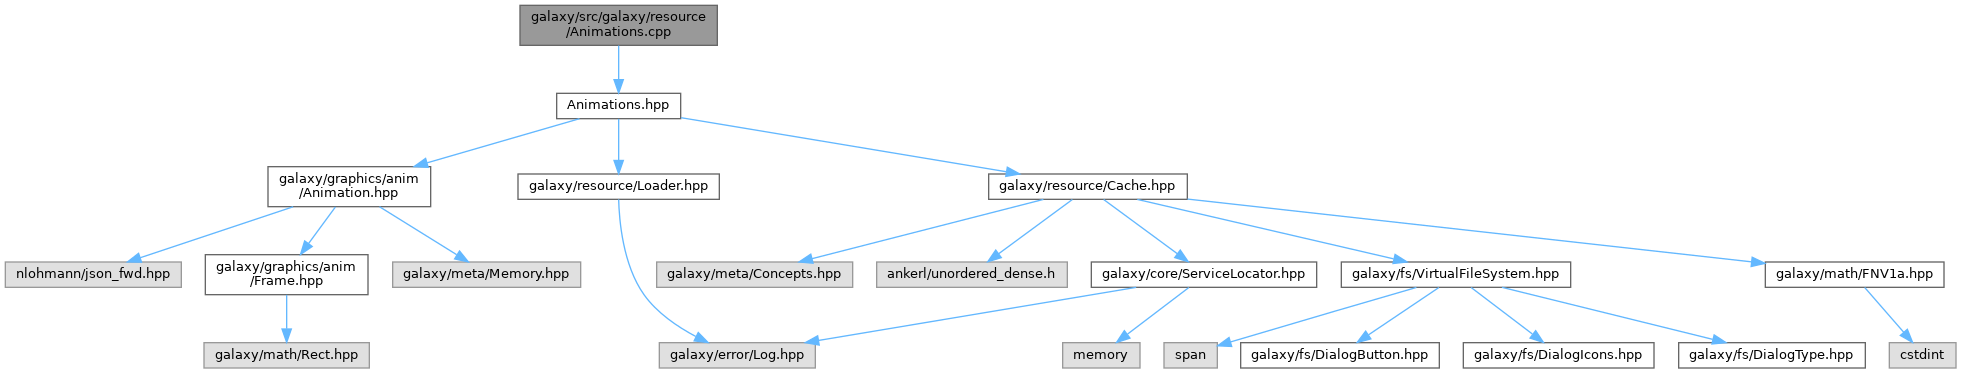 galaxy/src/galaxy/resource
/Animations.cpp
Animations.hpp
galaxy/graphics/anim
/Animation.hpp
galaxy/resource/Loader.hpp
galaxy/resource/Cache.hpp
nlohmann/json_fwd.hpp
galaxy/graphics/anim
/Frame.hpp
galaxy/meta/Memory.hpp
galaxy/meta/Concepts.hpp
ankerl/unordered_dense.h
galaxy/core/ServiceLocator.hpp
galaxy/fs/VirtualFileSystem.hpp
galaxy/math/FNV1a.hpp
galaxy/math/Rect.hpp
galaxy/error/Log.hpp
memory
span
galaxy/fs/DialogButton.hpp
galaxy/fs/DialogIcons.hpp
galaxy/fs/DialogType.hpp
cstdint